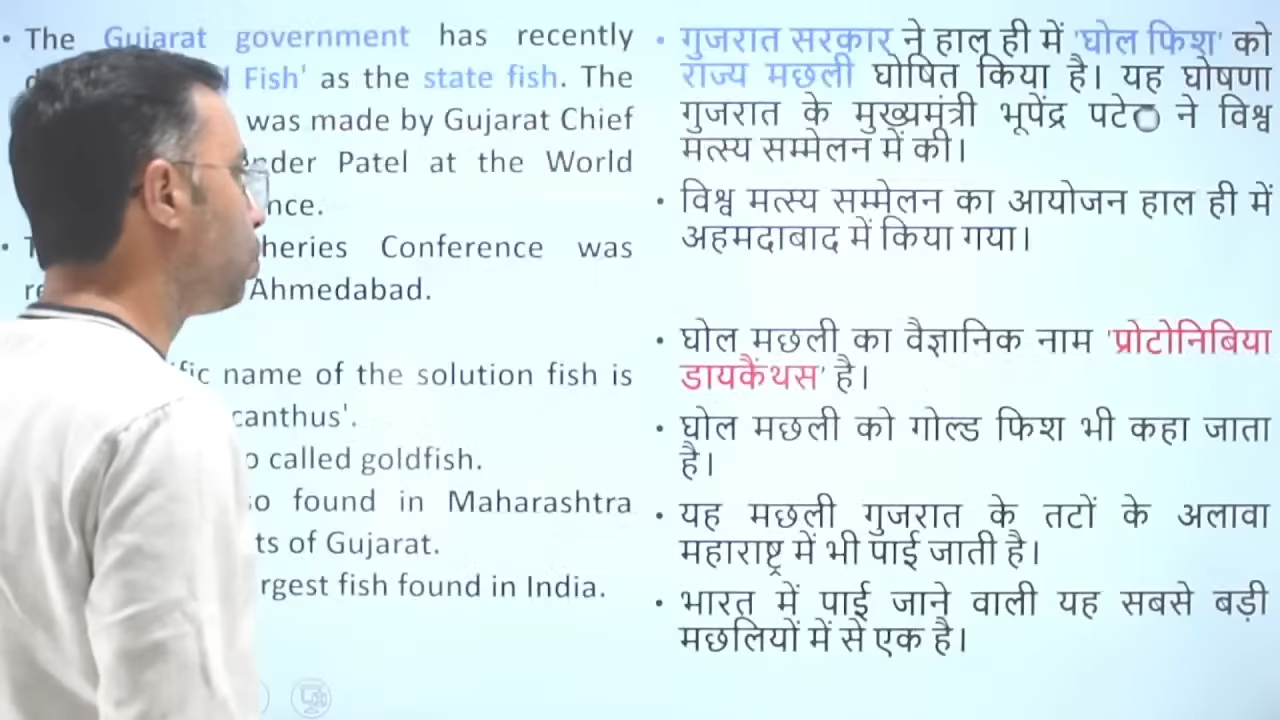 • The Gujarat government has recently
Fish' as the state fish. The
was made by Gujarat Chief
Patel at the World
• heries Conference was
Ahmedabad.
name of the solution fish is
canthus'.
called goldfish.
found in Maharashtra
ts of Gujarat.
rgest fish found in India.
• गुजरात सरकार ने हाल ही में 'घोल फिश' को
राज्य मछली घोषित किया है। यह घोषणा
गुजरात के मुख्यमंत्री भूपेंद्र ने विश्व
मत्स्य सम्मेलन में की।
• विश्व मत्स्य सम्मेलन का आयोजन हाल ही में
अहमदाबाद में किया गया।
• घोल मछली का वैज्ञानिक नाम 'प्रोटोनिबिया
डायकैंथस' है।
• घोल मछली को गोल्ड फिश भी कहा जाता
है।
• यह मछली गुजरात के तटों के अलावा
महाराष्ट्र में भी पाई जाती है।
• भारत में पाई जाने वाली यह सबसे बड़ी
मछलियों में से एक है।